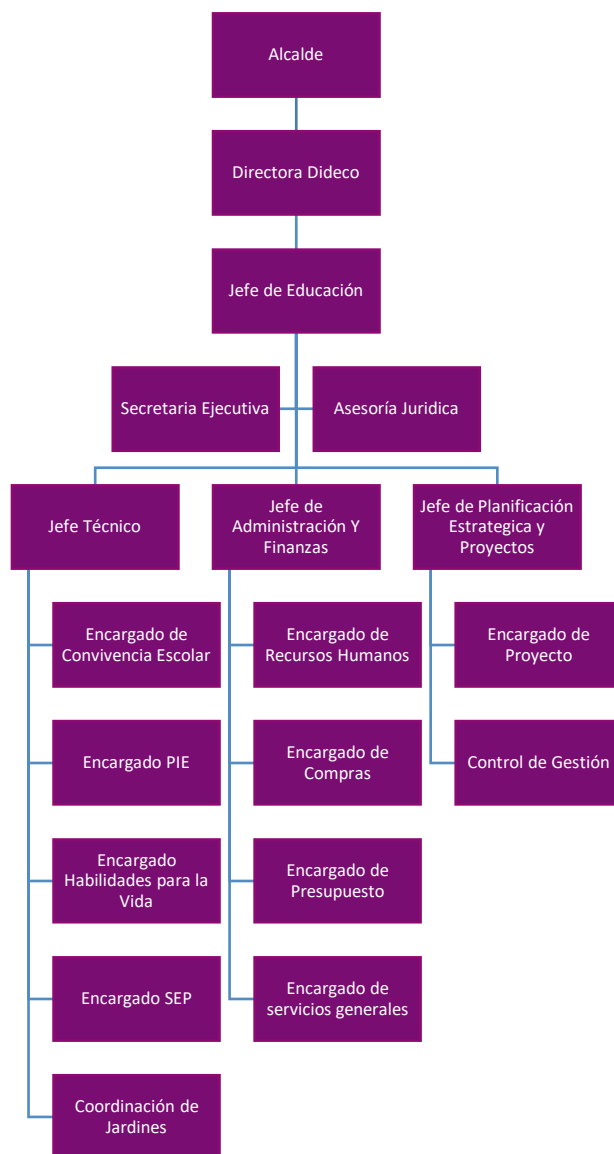 Alcalde
Directora Dideco
Jefe de Educación
Secretaria Ejecutiva
Asesoría Juridica
Jefe Técnico
Jefe de
Administración Y
Finanzas
Jefe de Planificación
Estrategica y
Proyectos
Encargado de
Convivencia Escolar
Encargado de
Recursos Humanos
Encargado de
Proyecto
Encargado PIE
Encargado de
Compras
Control de Gestión
Encargado
Habilidades para la
Vida
Encargado de
Presupuesto
Encargado SEP
Encargado de
servicios generales
Coordinación de
Jardines